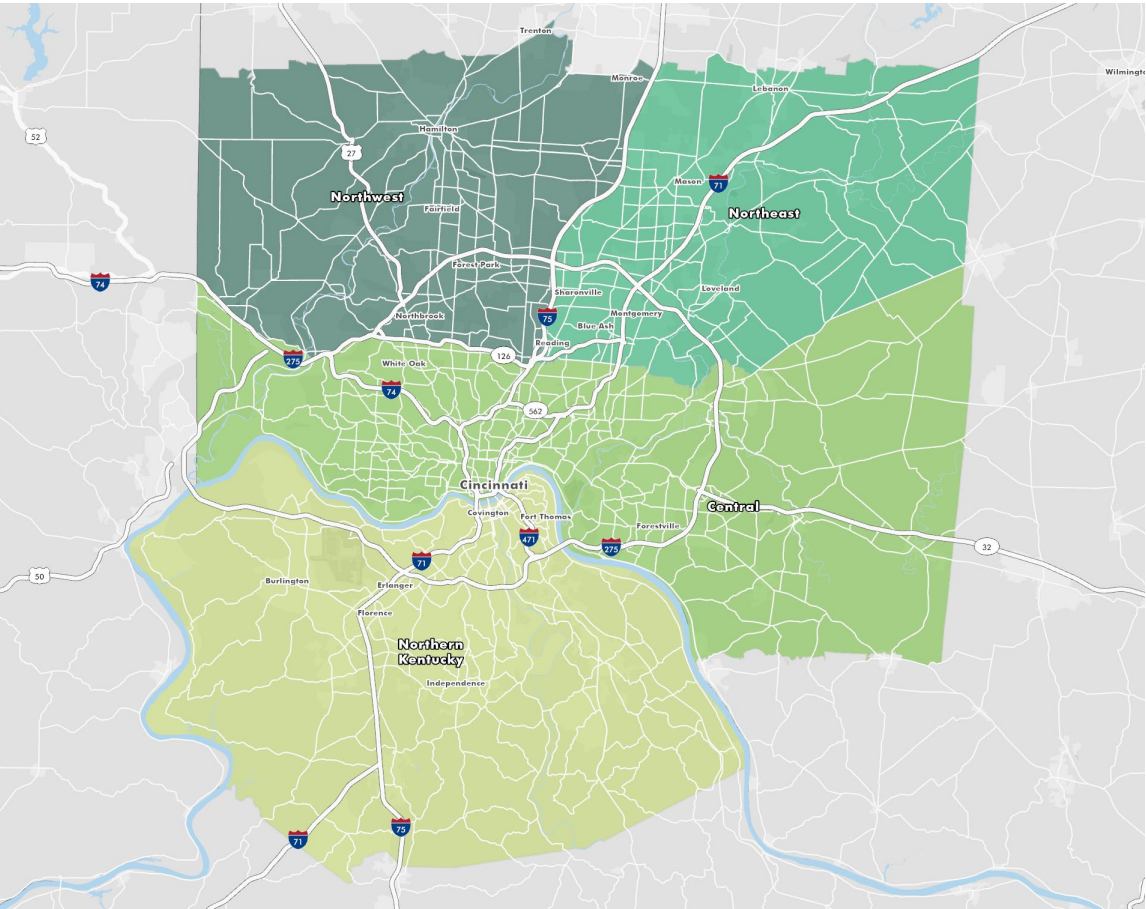 Trenton
Monroe
Wilmingt
Lebanon
52
Hamilton
27
Mason
71
Northwest
Fairfield
Northeast
Forest Park
74
Sharonville
Loveland
Northbrook
75
Montgomery
Blue Ash
Reading
275
126
White Oak
74
562
Cincinnati
Covington
Fort Thomas
Central
Forestville
471
275
32
71
50
Burlington
Erlanger
Florence
Northern
Kentucky
Independence
71
75